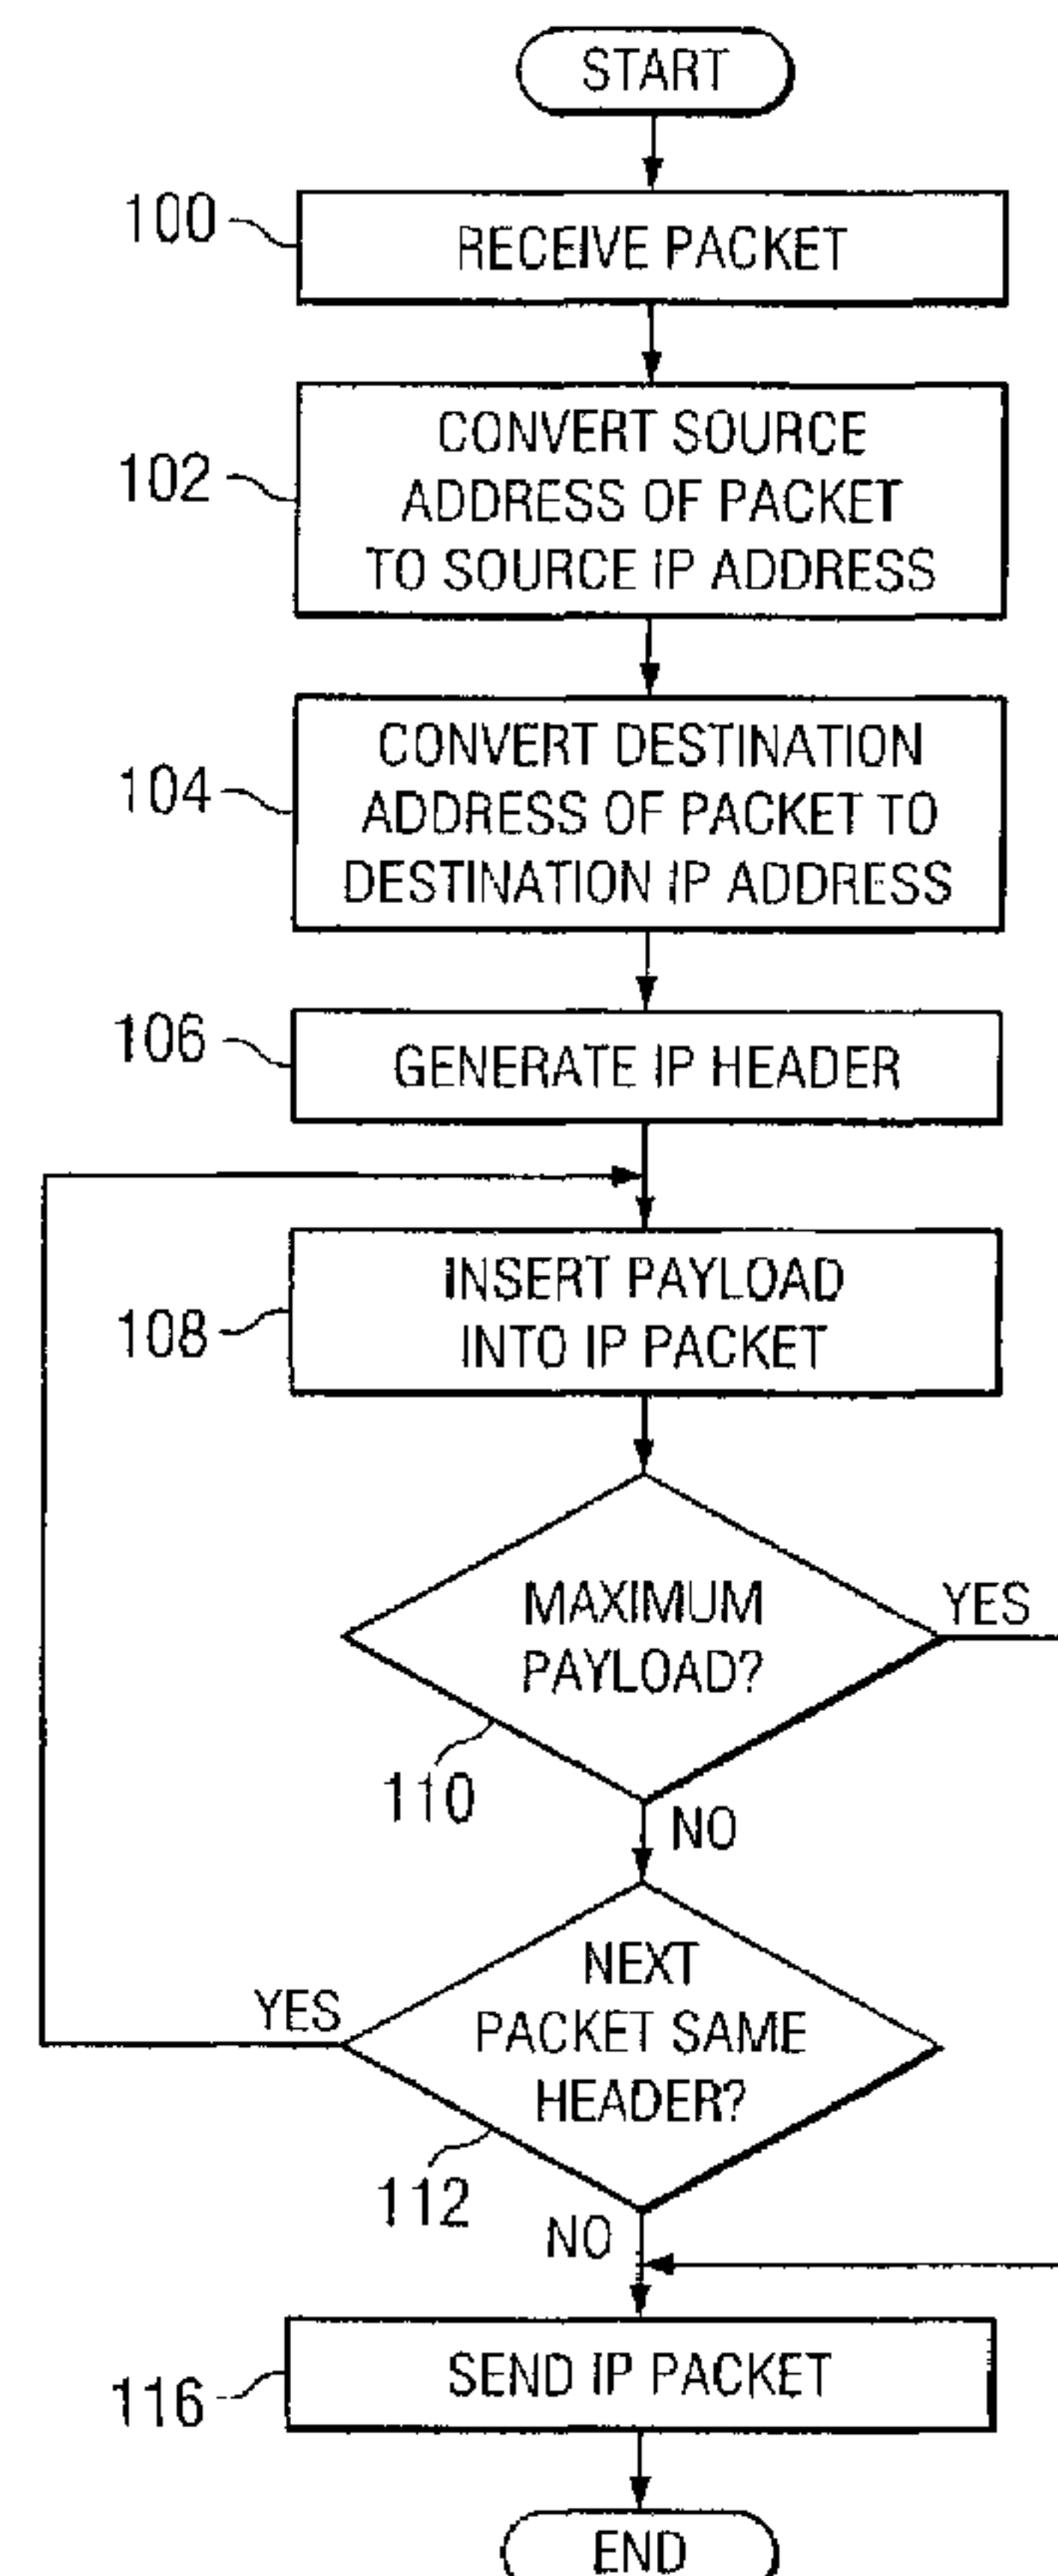 START
100
RECEIVE PACKET
102
CONVERT SOURCE
ADDRESS OF PACKET
TO SOURCE IP ADDRESS
104
CONVERT DESTINATION
ADDRESS OF PACKET TO
DESTINATION IP ADDRESS
106
GENERATE IP HEADER
108
INSERT PAYLOAD
INTO IP PACKET
MAXIMUM
PAYLOAD?
YES
110
NO
NEXT
PACKET SAME
HEADER?
YES
112
NO
116
SEND IP PACKET
END